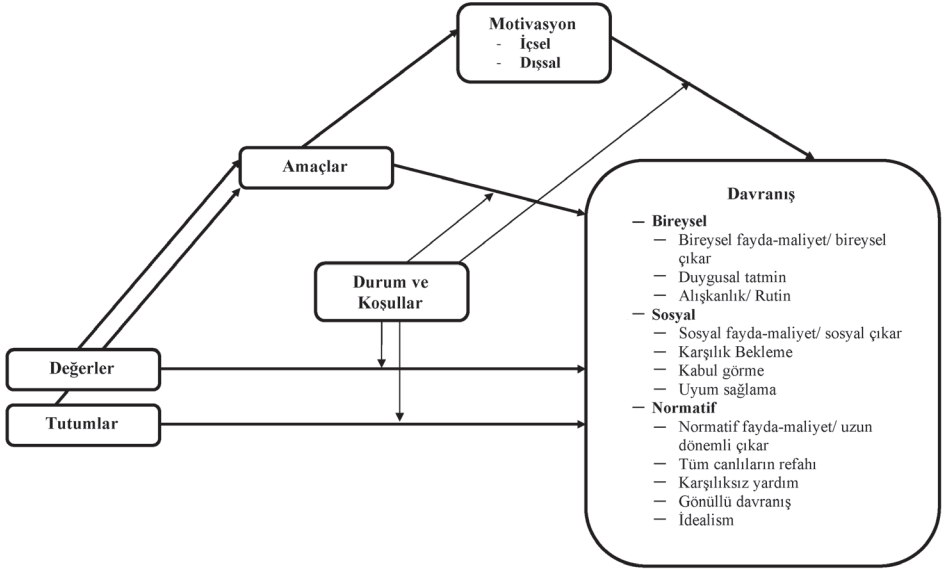 Motivasyon
- İçsel
- Dışsal
Amaçlar
Durum ve
Koşullar
Değerler
Tutumlar
Davranış
— Bireysel
— Bireysel fayda-maliyet/ bireysel
çıkar
— Duygusal tatmin
— Alışkanlık/ Rutin
— Sosyal
— Sosyal fayda-maliyet/ sosyal çıkar
— Karşılık Bekleme
— Kabul görme
— Uyum sağlama
— Normatif
— Normatif fayda-maliyet/ uzun
dönemli çıkar
— Tüm canlıların refahı
— Karşılıksız yardım
— Gönüllü davranış
— İdealism